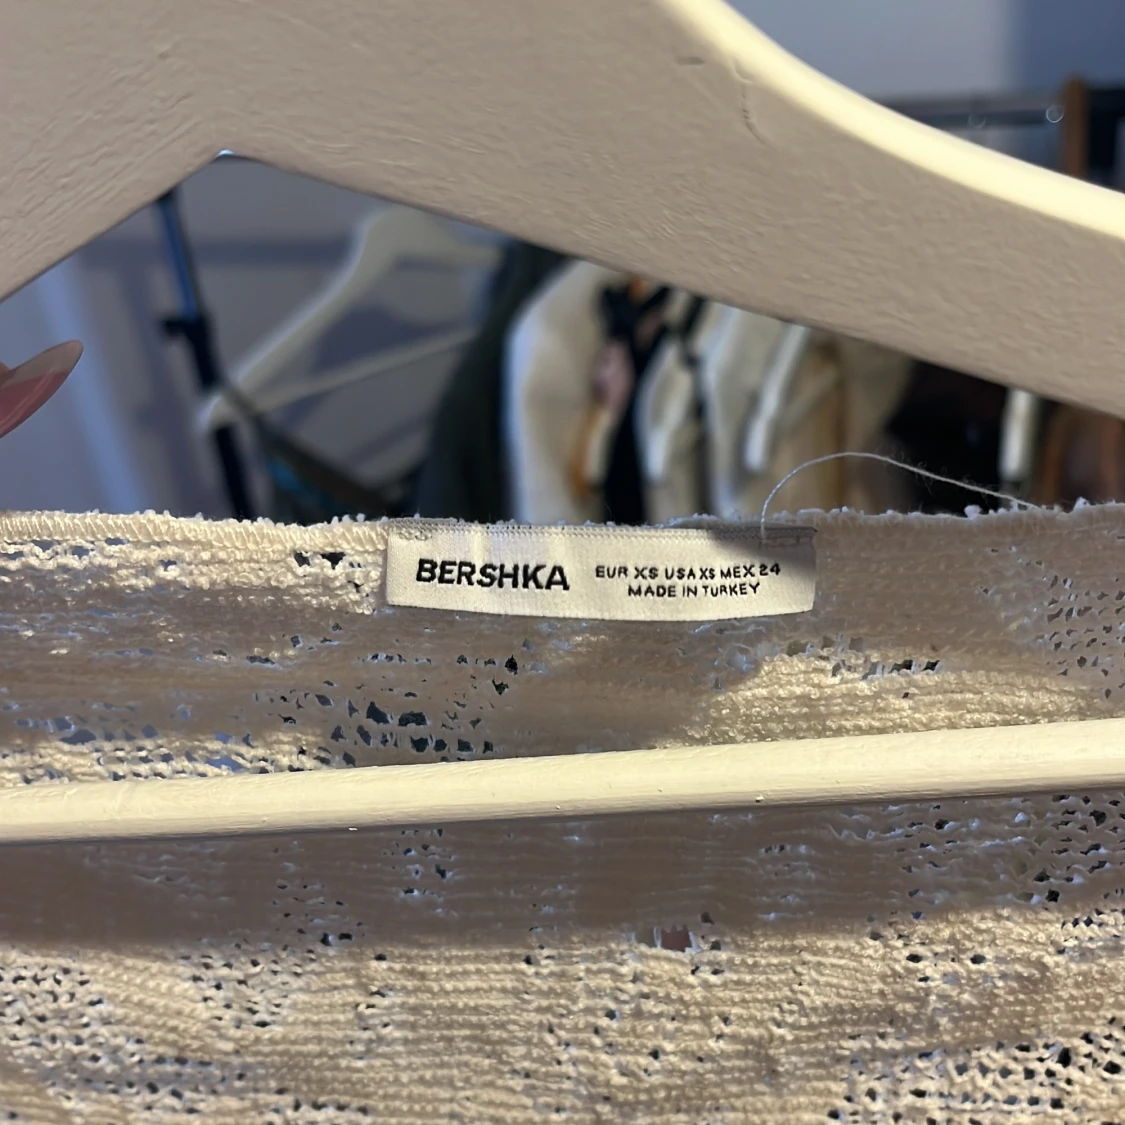 BERSHKA
EUR XS USA XS MEX 24
MADE IN TURKEY